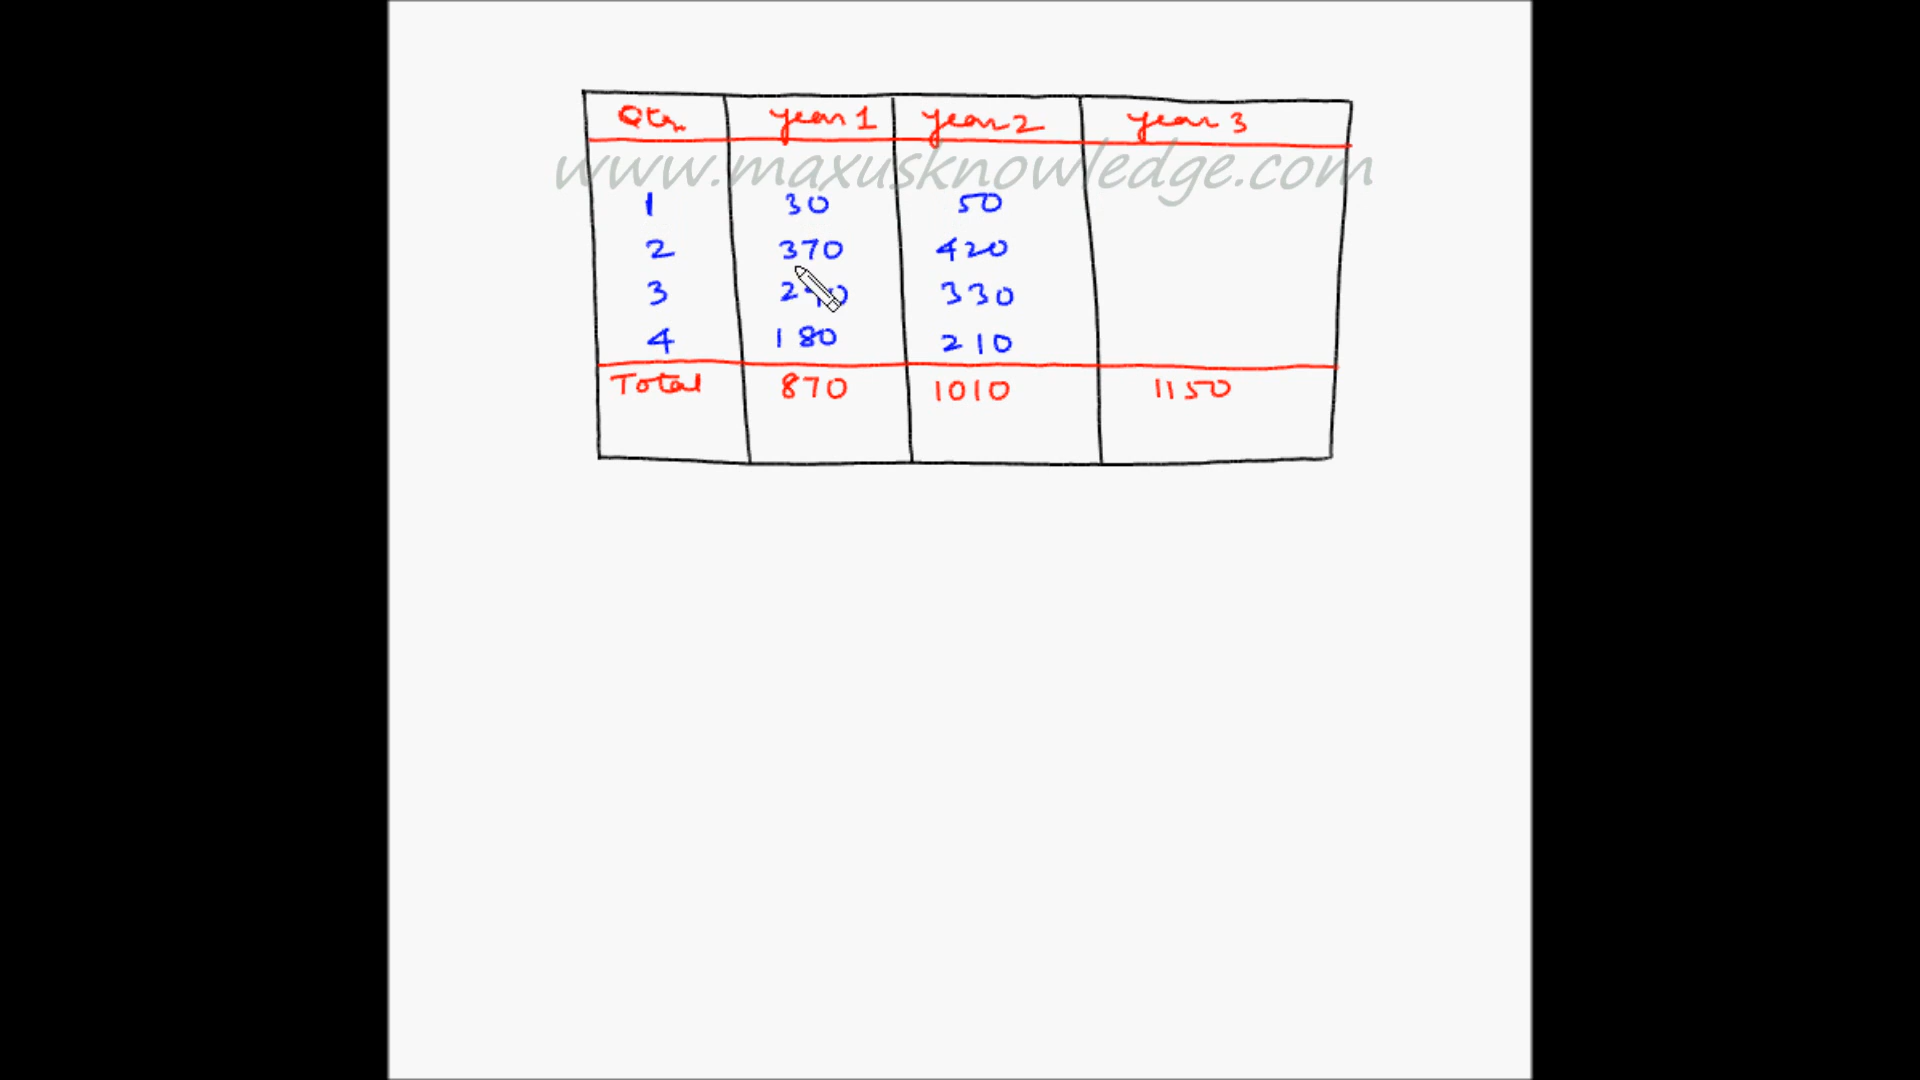 Qtr year 1 year 2 year 3
www.maxusknowledge.com
1 30 50
2 370 420
3 330
4 180 210
Total 870 1010 1150